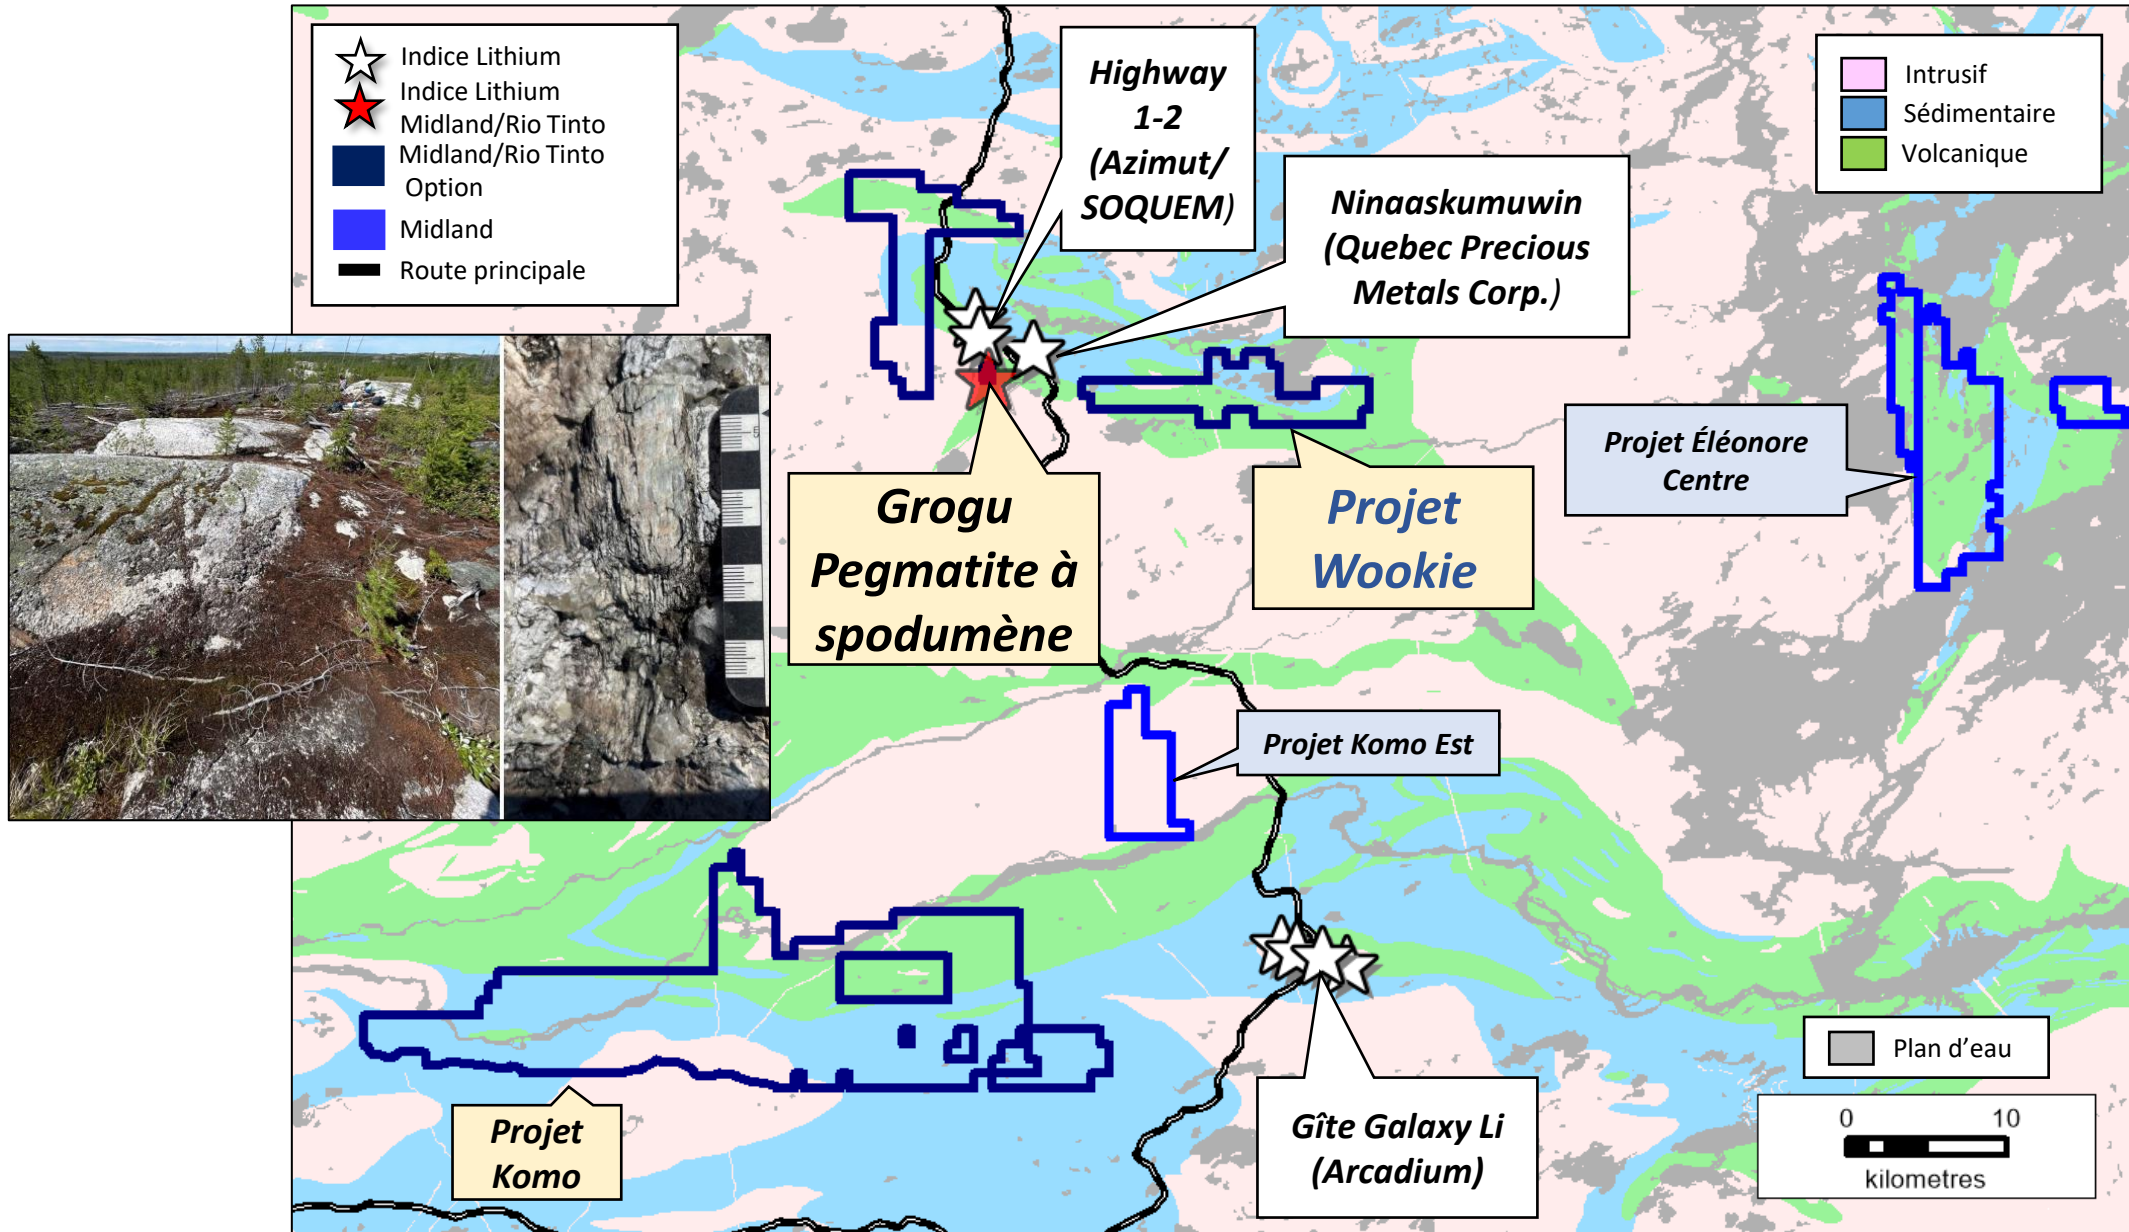 Indice Lithium
Indice Lithium
Midland/Rio Tinto
Midland/Rio Tinto
Option
Midland
Route principale
Highway
1-2
(Azimut/
SOQUEM)
Ninaaskumuwin
(Quebec Precious
Metals Corp.)
Intrusif
Sédimentaire
Volcanique
Grogu
Pegmatite à
spodumène
Projet
Wookie
Projet Éléonore
Centre
Projet Komo Est
Projet
Komo
Gîte Galaxy Li
(Arcadium)
Plan d'eau
0 10
kilometres